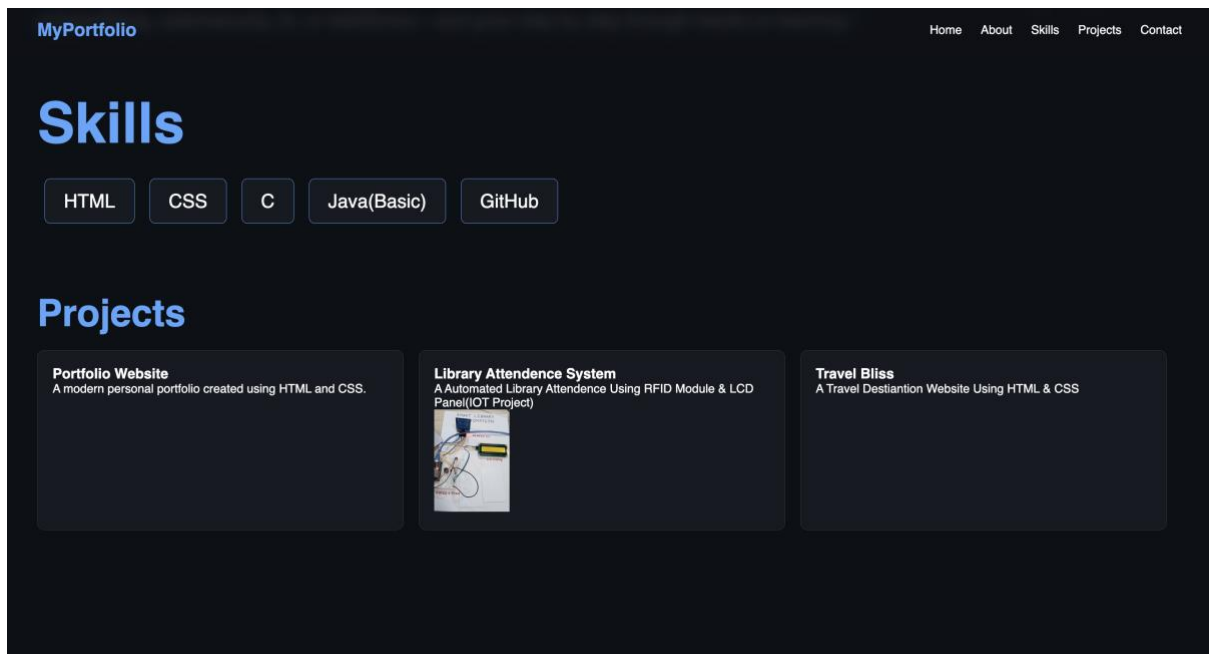 MyPortfolio
Home About Skills Projects Contact
Skills
HTML CSS C Java(Basic) GitHub
Projects
Portfolio Website
A modern personal portfolio created using HTML and CSS.
Library Attendence System
A Automated Library Attendence Using RFID Module & LCD
Panel(IOT Project)
Travel Bliss
A Travel Destiantion Website Using HTML & CSS